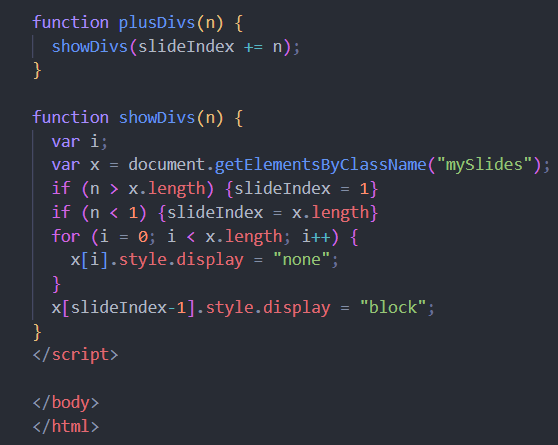 function plusDivs(n) {
  showDivs(slideIndex += n);
}

function showDivs(n) {
  var i;
  var x = document.getElementsByClassName("mySlides");
  if (n > x.length) {slideIndex = 1}
  if (n < 1) {slideIndex = x.length}
  for (i = 0; i < x.length; i++) {
    x[i].style.display = "none";
  }
  x[slideIndex-1].style.display = "block";
}
</script>

</body>
</html>